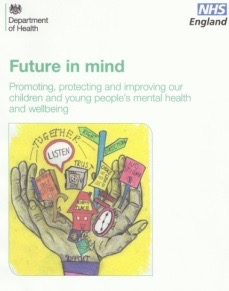 Department
of Health
NHS
England
Future in mind
Promoting, protecting and improving our
children and young people's mental health
and wellbeing
TOGETHER
LISTEN
TRUST